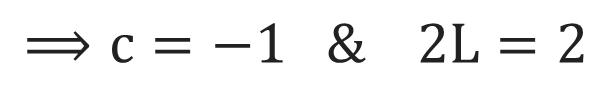 ⟹ c = −1 & 2L = 2